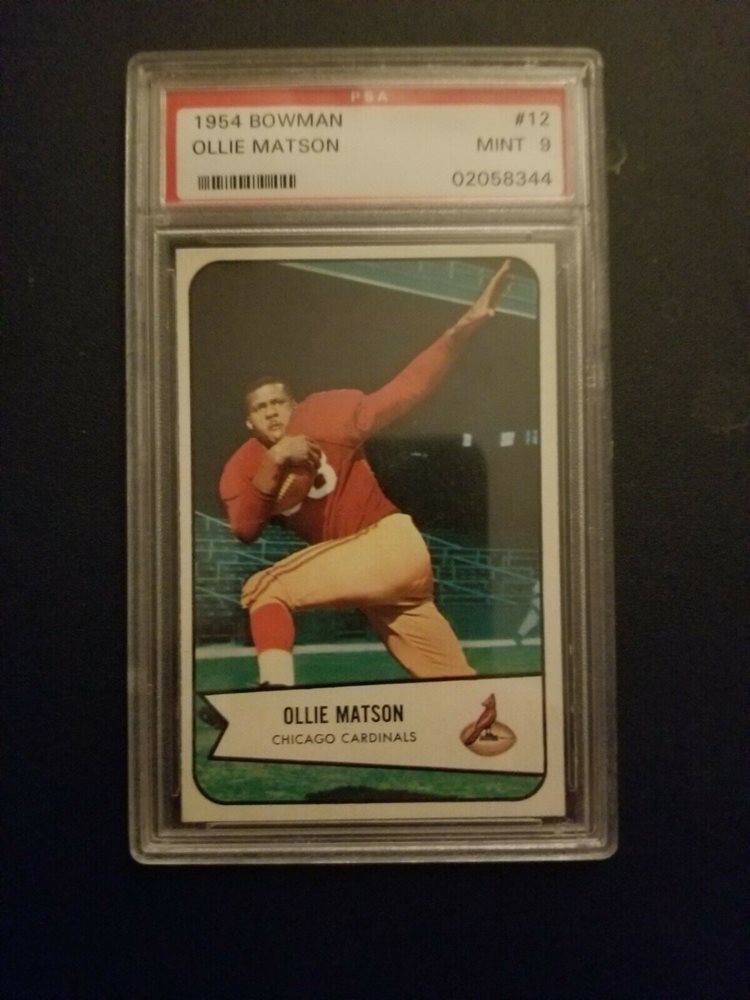 PSA
1954 BOWMAN #12
OLLIE MATSON MINT 9
02058344
OLLIE MATSON
CHICAGO CARDINALS